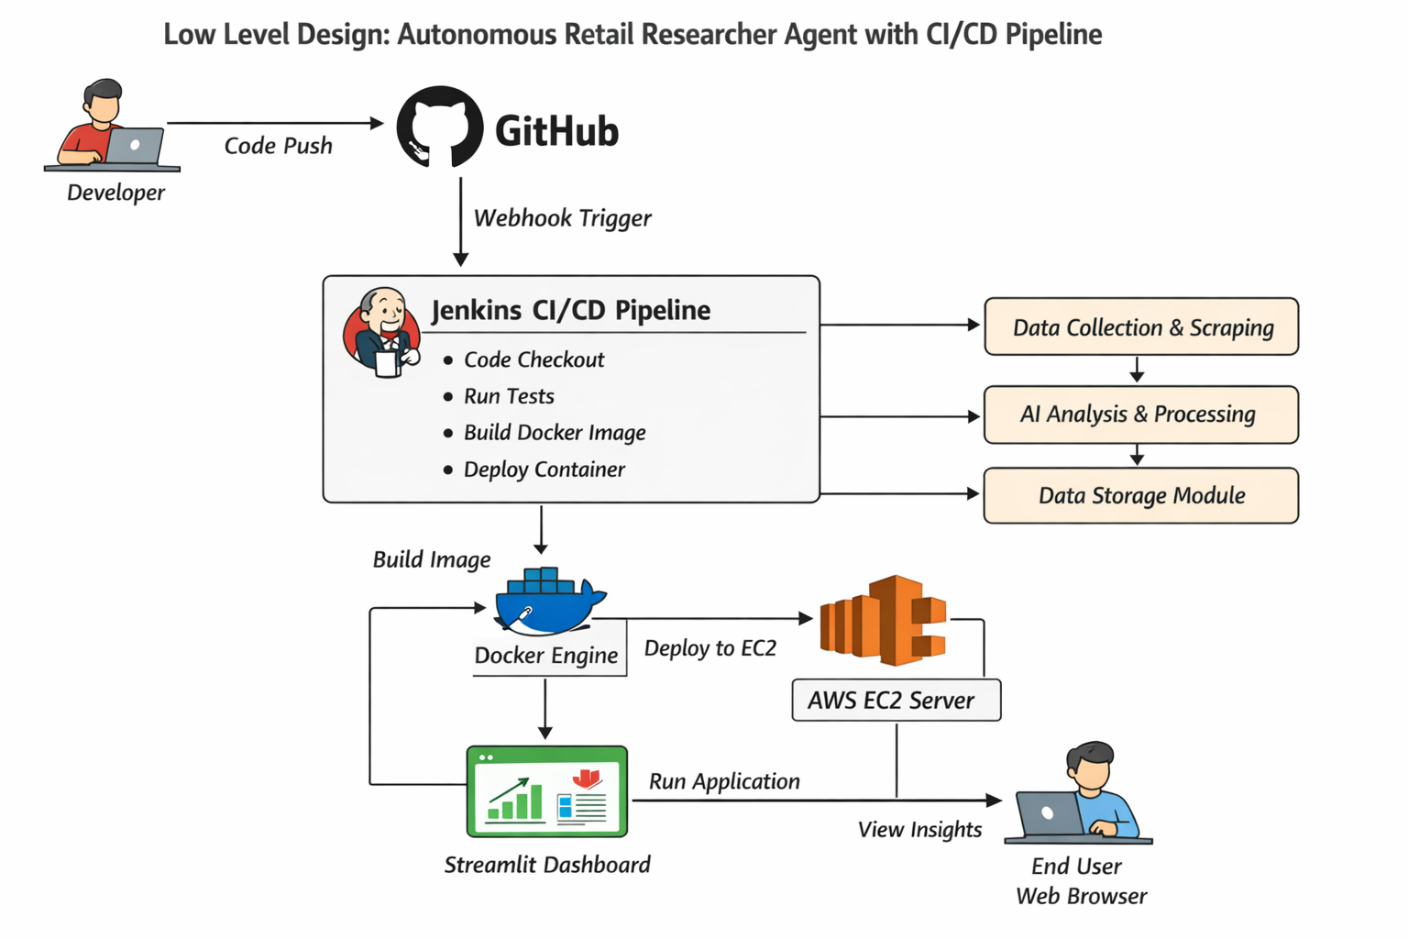 Low Level Design: Autonomous Retail Researcher Agent with CI/CD Pipeline
GitHub
Code Push
Developer
Webhook Trigger
Jenkins CI/CD Pipeline
• Code Checkout
• Run Tests
• Build Docker Image
• Deploy Container
Data Collection & Scraping
AI Analysis & Processing
Data Storage Module
Build Image
Docker Engine
Deploy to EC2
AWS EC2 Server
Run Application
View Insights
Streamlit Dashboard
End User
Web Browser